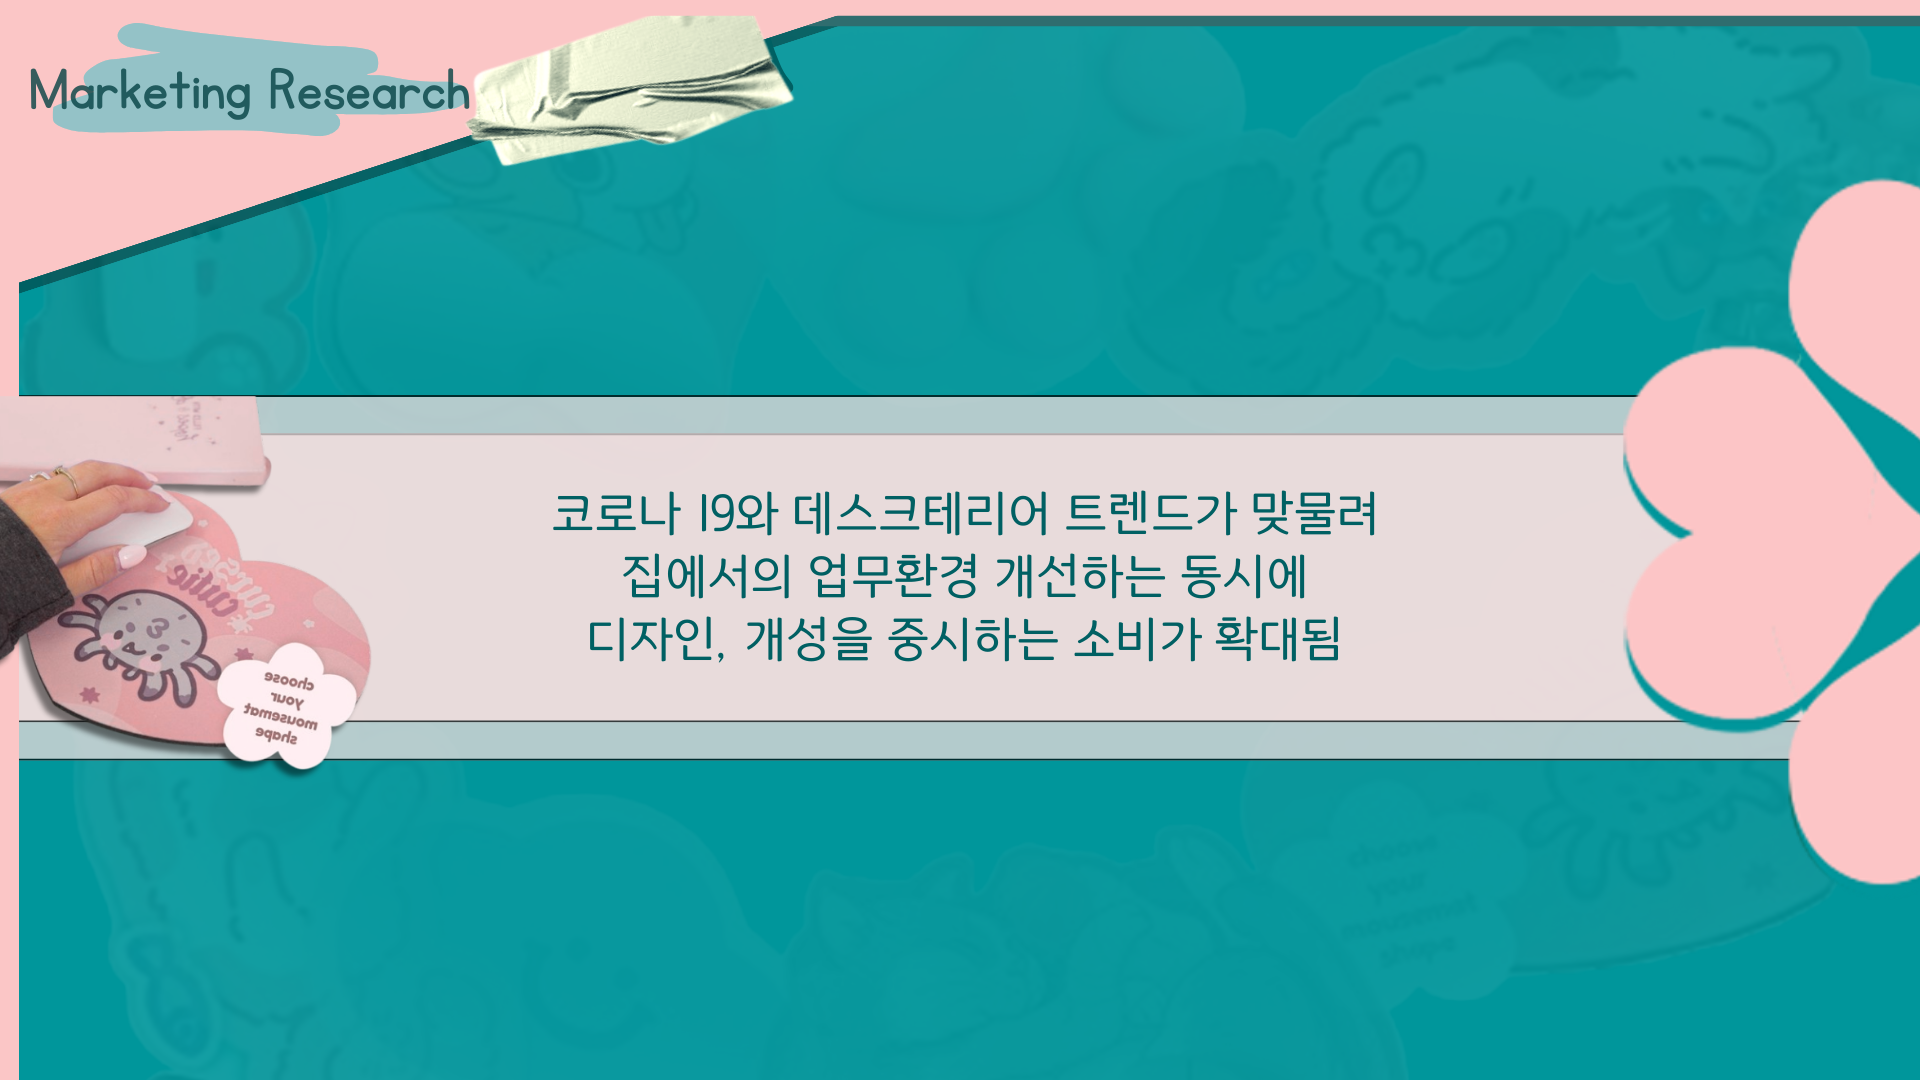 Marketing Research
코로나 19와 데스크테리어 트렌드가 맞물려
집에서의 업무환경 개선하는 동시에
디자인, 개성을 중시하는 소비가 확대됨
cutie
choose
your
mousemat
shape